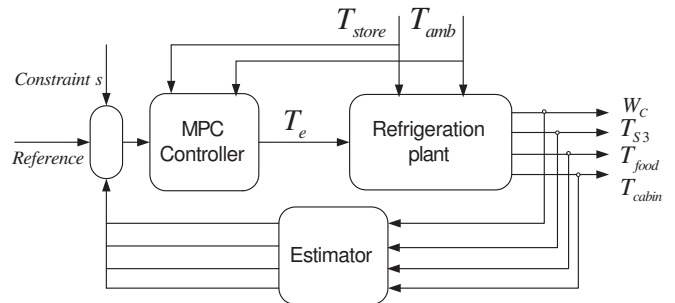 T_store T_amb
Constraint s
MPC
Controller
T_e
Refrigeration
plant
W_C
T_S3
T_food
T_cabin
Reference
Estimator